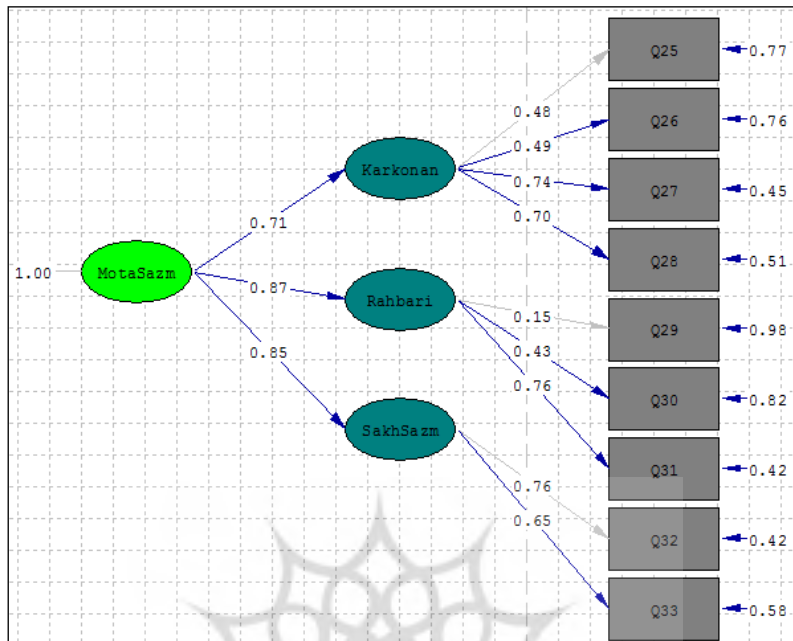 Q25
0.77
0.48
Q26
0.76
0.49
Karkonan
Q27
0.45
0.74
0.70
0.71
Q28
0.51
1.00
MotaSazm
0.87
Rahbari
0.15
Q29
0.98
0.43
0.85
0.76
Q30
0.82
SakhSazm
Q31
0.42
0.76
0.65
Q32
0.42
Q33
0.58